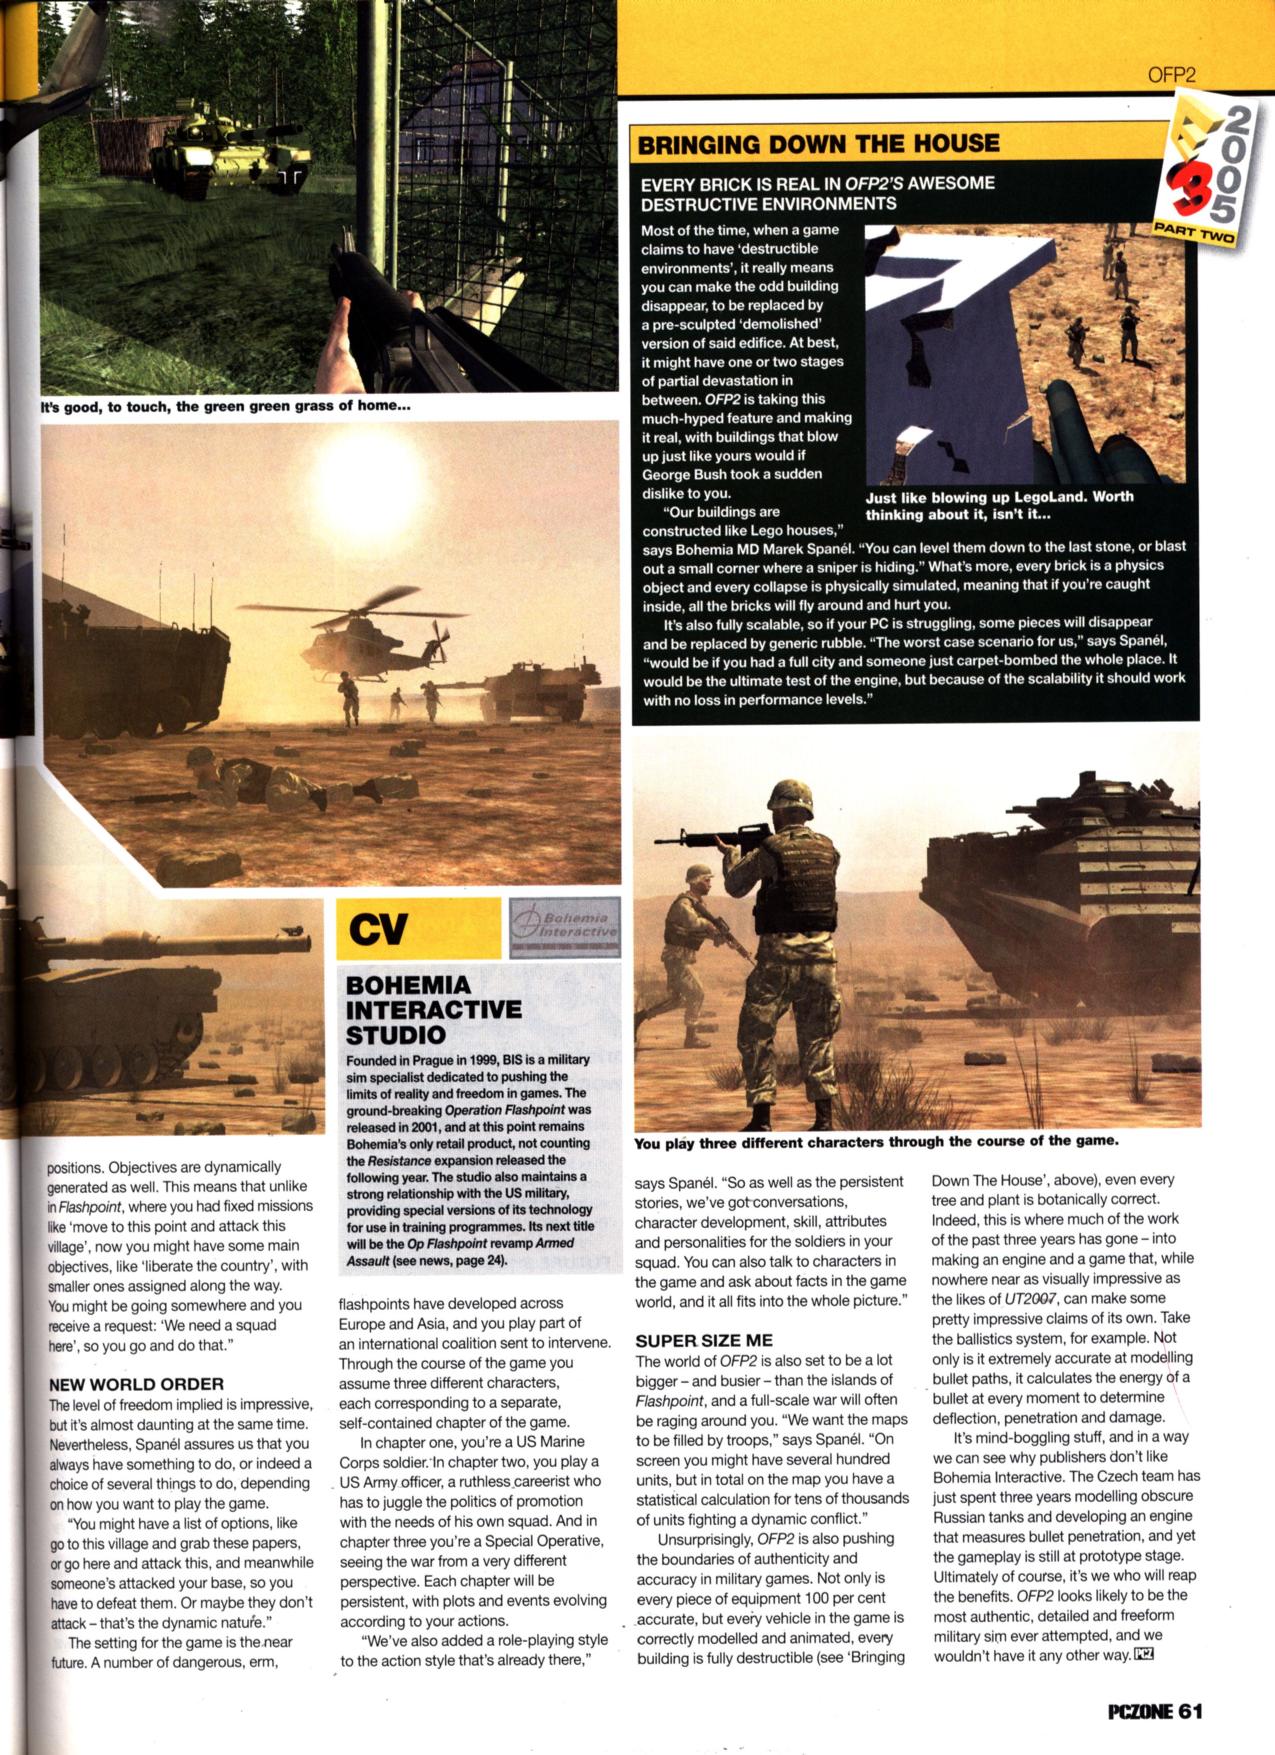 OFP2
E3
2005
PART TWO
It's good, to touch, the green green grass of home...
BRINGING DOWN THE HOUSE
EVERY BRICK IS REAL IN OFP2'S AWESOME
DESTRUCTIVE ENVIRONMENTS
Most of the time, when a game
claims to have 'destructible
environments', it really means
you can make the odd building
disappear, to be replaced by
a pre-sculpted 'demolished'
version of said edifice. At best,
it might have one or two stages
of partial devastation in
between. OFP2 is taking this
much-hyped feature and making
it real, with buildings that blow
up just like yours would if
George Bush took a sudden
dislike to you.
"Our buildings are
constructed like Lego houses,"
says Bohemia MD Marek Spanél. "You can level them down to the last stone, or blast
out a small corner where a sniper is hiding." What's more, every brick is a physics
object and every collapse is physically simulated, meaning that if you're caught
inside, all the bricks will fly around and hurt you.
It's also fully scalable, so if your PC is struggling, some pieces will disappear
and be replaced by generic rubble. "The worst case scenario for us," says Spanél,
"would be if you had a full city and someone just carpet-bombed the whole place. It
would be the ultimate test of the engine, but because of the scalability it should work
with no loss in performance levels."
Just like blowing up LegoLand. Worth
thinking about it, isn't it...
You play three different characters through the course of the game.
CV
Bohemia
Interactive
BOHEMIA
INTERACTIVE
STUDIO
Founded in Prague in 1999, BIS is a military
sim specialist dedicated to pushing the
limits of reality and freedom in games. The
ground-breaking Operation Flashpoint was
released in 2001, and at this point remains
Bohemia's only retail product, not counting
the Resistance expansion released the
following year. The studio also maintains a
strong relationship with the US military,
providing special versions of its technology
for use in training programmes. Its next title
will be the Op Flashpoint revamp Armed
Assault (see news, page 24).
positions. Objectives are dynamically
generated as well. This means that unlike
in Flashpoint, where you had fixed missions
like 'move to this point and attack this
village', now you might have some main
objectives, like 'liberate the country', with
smaller ones assigned along the way.
You might be going somewhere and you
receive a request: 'We need a squad
here', so you go and do that."
NEW WORLD ORDER
The level of freedom implied is impressive,
but it's almost daunting at the same time.
Nevertheless, Spanél assures us that you
always have something to do, or indeed a
choice of several things to do, depending
on how you want to play the game.
"You might have a list of options, like
go to this village and grab these papers,
or go here and attack this, and meanwhile
someone's attacked your base, so you
have to defeat them. Or maybe they don't
attack – that's the dynamic nature."
The setting for the game is the near
future. A number of dangerous, erm,
flashpoints have developed across
Europe and Asia, and you play part of
an international coalition sent to intervene.
Through the course of the game you
assume three different characters,
each corresponding to a separate,
self-contained chapter of the game.
In chapter one, you're a US Marine
Corps soldier. In chapter two, you play a
US Army officer, a ruthless careerist who
has to juggle the politics of promotion
with the needs of his own squad. And in
chapter three you're a Special Operative,
seeing the war from a very different
perspective. Each chapter will be
persistent, with plots and events evolving
according to your actions.
"We've also added a role-playing style
to the action style that's already there,"
says Spanél. "So as well as the persistent
stories, we've got conversations,
character development, skill, attributes
and personalities for the soldiers in your
squad. You can also talk to characters in
the game and ask about facts in the game
world, and it all fits into the whole picture."
SUPER SIZE ME
The world of OFP2 is also set to be a lot
bigger – and busier – than the islands of
Flashpoint, and a full-scale war will often
be raging around you. "We want the maps
to be filled by troops," says Spanél. "On
screen you might have several hundred
units, but in total on the map you have a
statistical calculation for tens of thousands
of units fighting a dynamic conflict."
Unsurprisingly, OFP2 is also pushing
the boundaries of authenticity and
accuracy in military games. Not only is
every piece of equipment 100 per cent
accurate, but every vehicle in the game is
correctly modelled and animated, every
building is fully destructible (see 'Bringing
Down The House', above), even every
tree and plant is botanically correct.
Indeed, this is where much of the work
of the past three years has gone – into
making an engine and a game that, while
nowhere near as visually impressive as
the likes of UT2007, can make some
pretty impressive claims of its own. Take
the ballistics system, for example. Not
only is it extremely accurate at modelling
bullet paths, it calculates the energy of a
bullet at every moment to determine
deflection, penetration and damage.
It's mind-boggling stuff, and in a way
we can see why publishers don't like
Bohemia Interactive. The Czech team has
just spent three years modelling obscure
Russian tanks and developing an engine
that measures bullet penetration, and yet
the gameplay is still at prototype stage.
Ultimately of course, it's we who will reap
the benefits. OFP2 looks likely to be the
most authentic, detailed and freeform
military sim ever attempted, and we
wouldn't have it any other way. PCZ
PCZONE 61